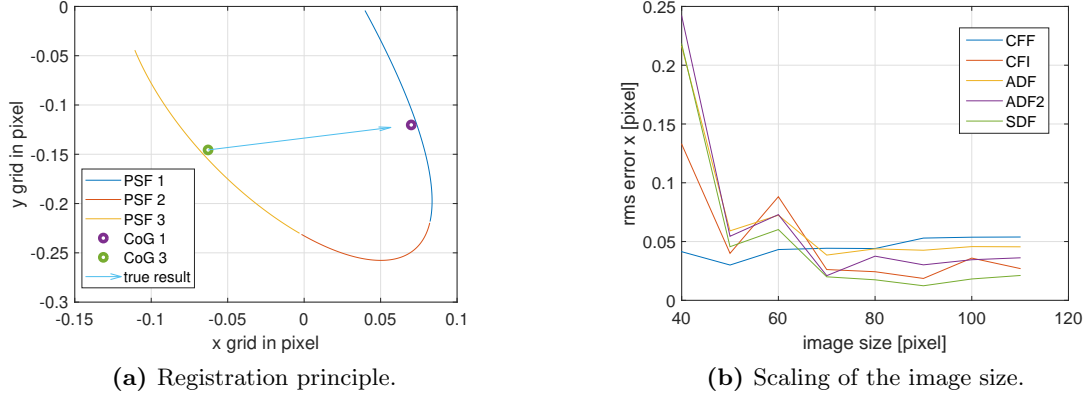 0
-0.05
-0.1
-0.15
-0.2
-0.25
-0.3
y grid in pixel
PSF 1
PSF 2
PSF 3
CoG 1
CoG 3
true result
-0.15 -0.1 -0.05 0 0.05 0.1
x grid in pixel
(a) Registration principle.
0.25
0.2
0.15
0.1
0.05
0
rms error x [pixel]
CFF
CFI
ADF
ADF2
SDF
40 60 80 100 120
image size [pixel]
(b) Scaling of the image size.